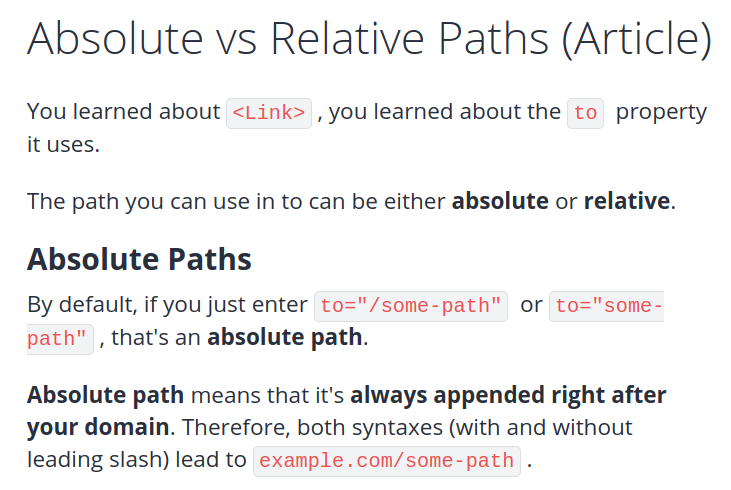 Absolute vs Relative Paths (Article)
You learned about <Link> , you learned about the to property
it uses.
The path you can use in to can be either absolute or relative.
Absolute Paths
By default, if you just enter to="/some-path" or to="some-
path" , that's an absolute path.
Absolute path means that it's always appended right after
your domain. Therefore, both syntaxes (with and without
leading slash) lead to example.com/some-path .